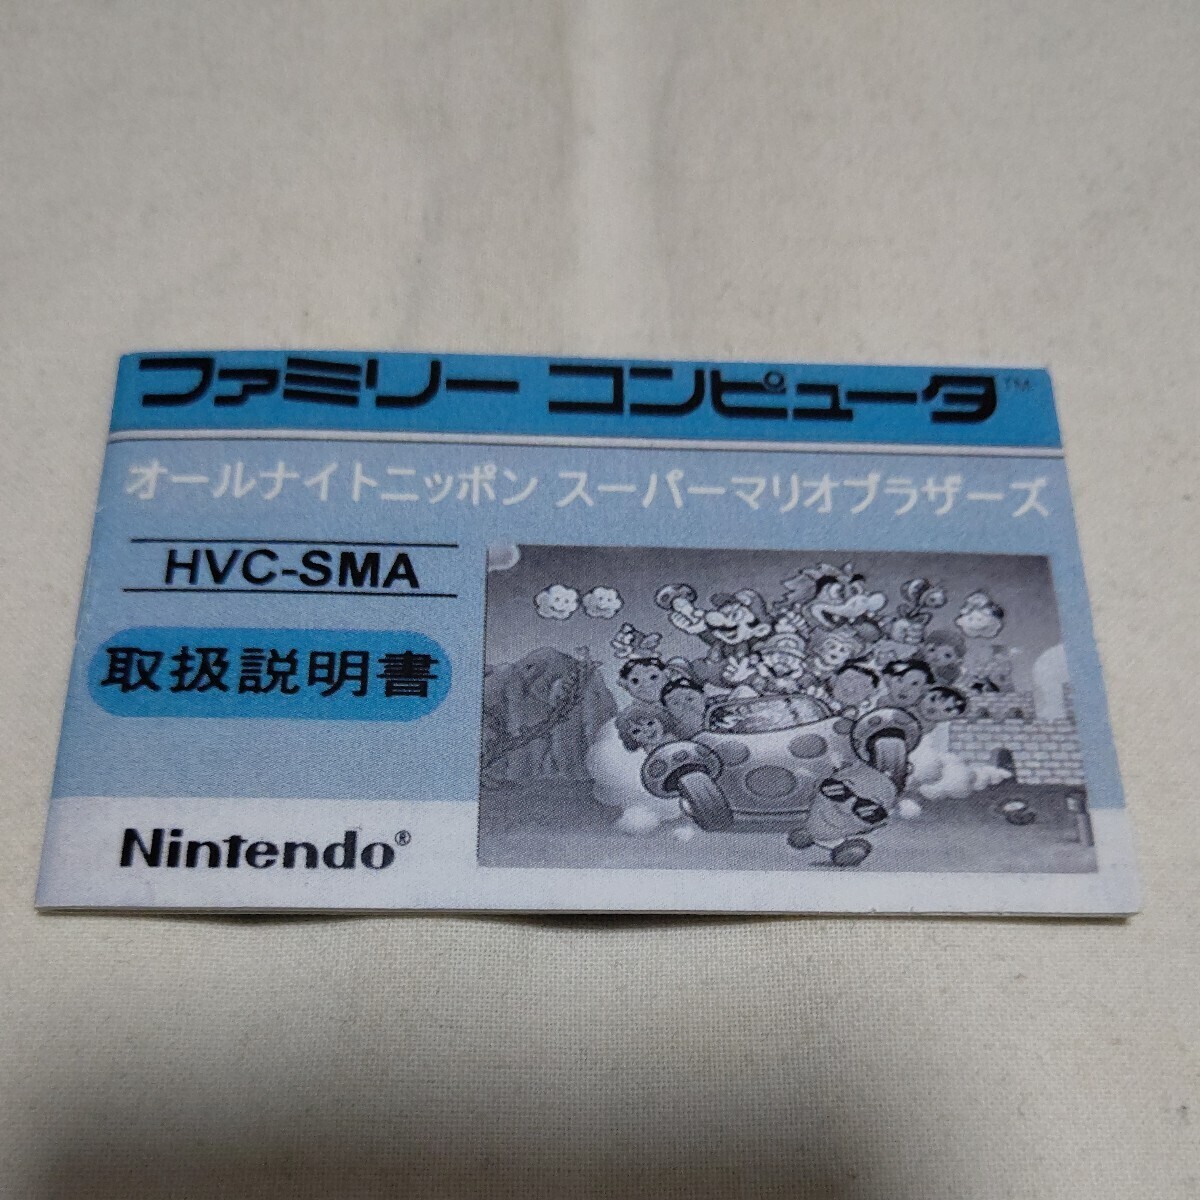 ファミリー コンピュータ™
オールナイトニッポン スーパーマリオブラザーズ
HVC-SMA
取扱説明書
Nintendo®